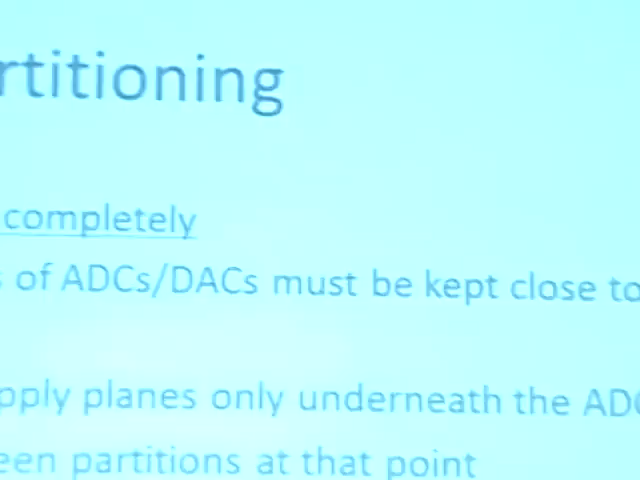 rtitioning
completely
s of ADCs/DACs must be kept close to
pply planes only underneath the ADC
een partitions at that point